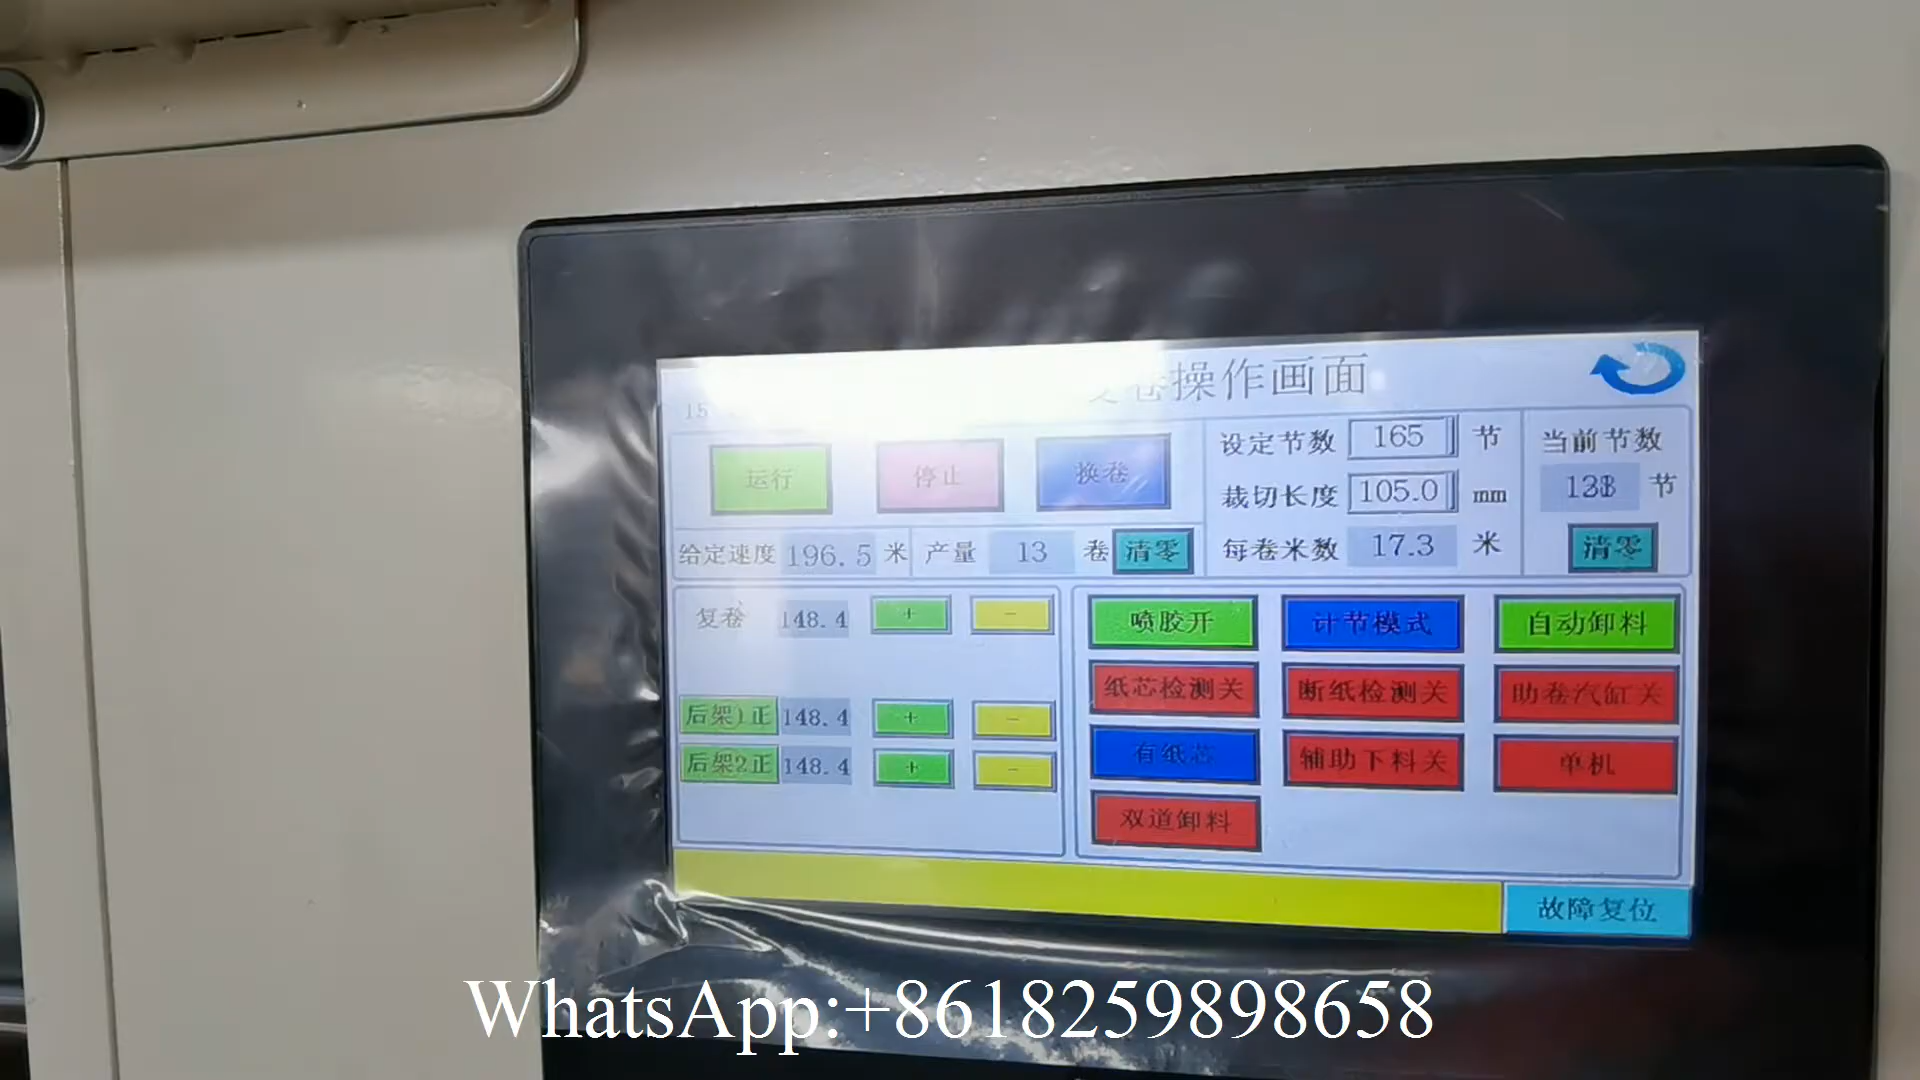 卷操作画面
15
运行 停止 换卷
设定节数 165 节
当前节数
裁切长度 105.0 mm
节
给定速度 196.5 米 产量 13 卷 清零
每卷米数 17.3 米
清零
复卷 148.4 + -
后架1正 148.4 + -
后架2正 148.4 + -
喷胶开 计节模式 自动卸料
纸芯检测关 断纸检测关 助卷汽缸关
有纸芯 辅助下料关 单机
双道卸料
故障复位
WhatsApp:+8618259898658